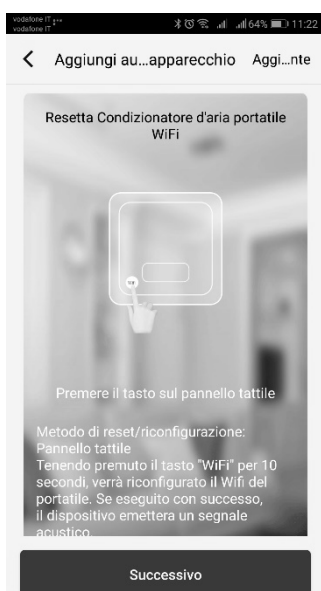 vodafone IT
vodafone IT
64% 11:22
Aggiungi au...apparecchio Aggi...nte
Resetta Condizionatore d'aria portatile
WiFi
Premere il tasto sul pannello tattile
Metodo di reset/riconfigurazione:
Pannello tattile
Tenendo premuto il tasto "WiFi" per 10
secondi, verrà riconfigurato il Wifi del
portatile. Se eseguito con successo,
il dispositivo emettera un segnale
acustico.
Successivo